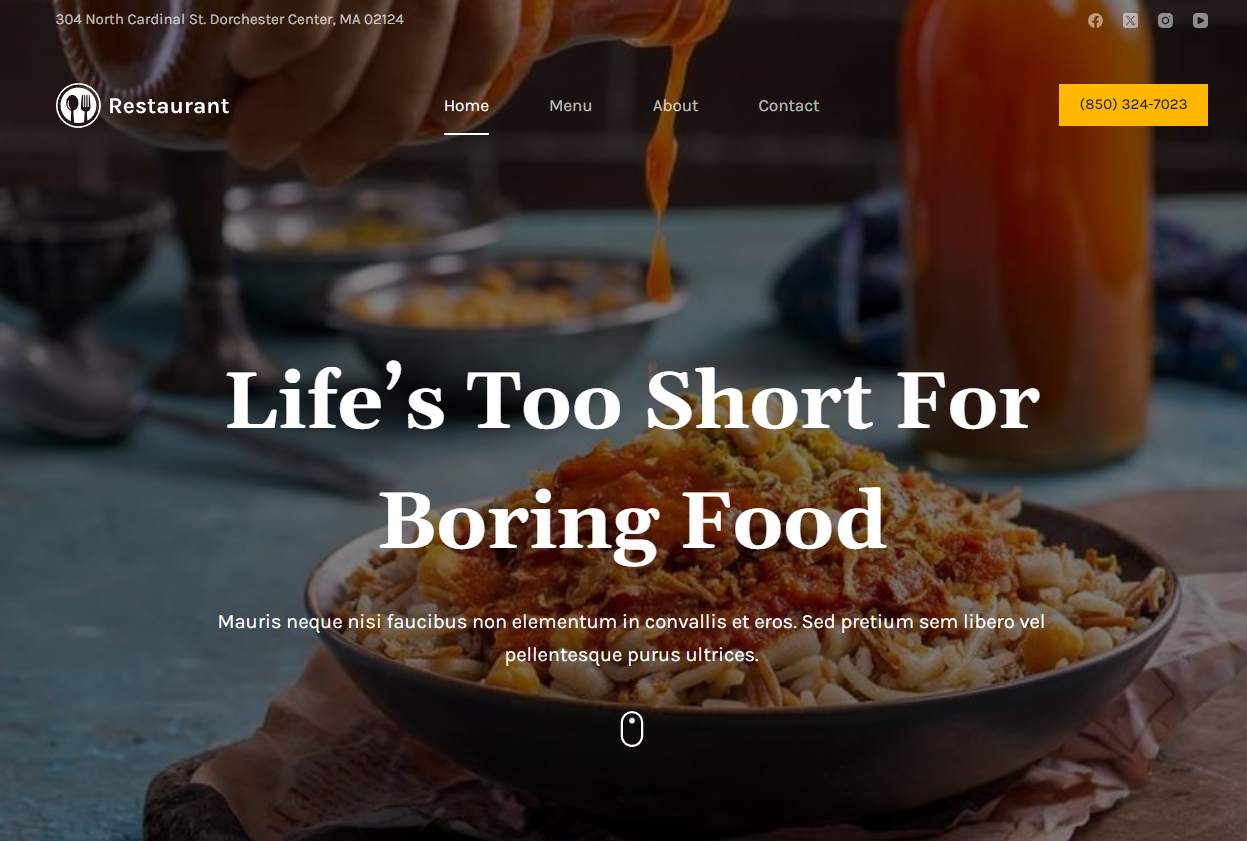 304 North Cardinal St. Dorchester Center, MA 02124
Restaurant
Home
Menu
About
Contact
(850) 324-7023
Life’s Too Short For
Boring Food
Mauris neque nisi faucibus non elementum in convallis et eros. Sed pretium sem libero vel
pellentesque purus ultrices.